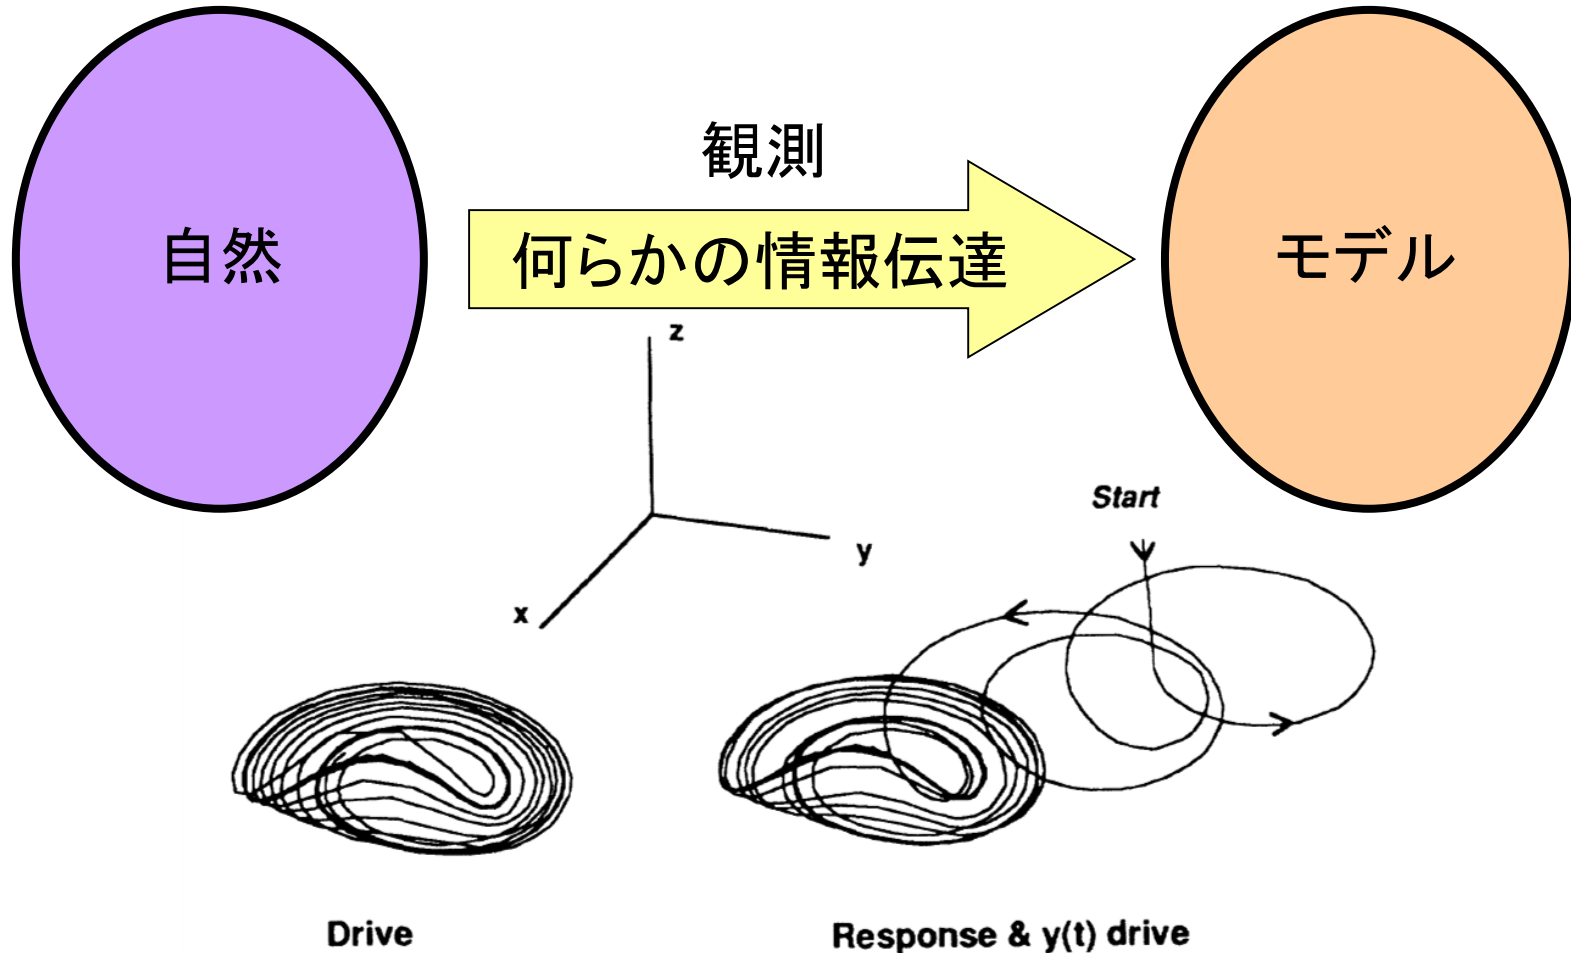 観測
自然
何らかの情報伝達
モデル
z
Start
y
x
Drive
Response & y(t) drive